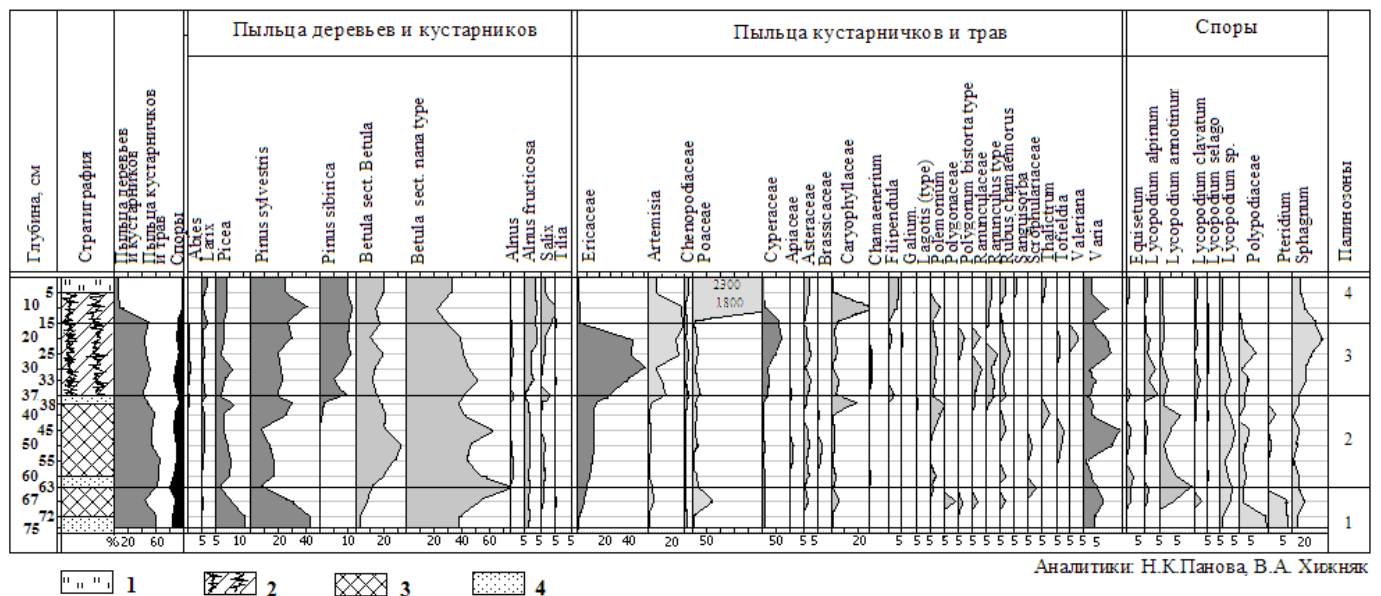 Пыльца деревьев и кустарников
Пыльца кустарничков и трав
Споры
Глубина, см
Стратиграфия
Пыльца деревьев
и кустарников
Пыльца кустарничков
и трав
Споры
Abies
Larix
Picea
Pinus sylvestris
Pinus sibirica
Betula sect. Betula
Betula sect. nana type
Alnus
Alnus fructicosa
Salix
Tilia
Ericaceae
Artemisia
Chenopodiaceae
Poaceae
Cyperaceae
Apiaceae
Asteraceae
Brassicaceae
Caryophyllaceae
Chamaenerium
Filipendula
Galium.
Lagotis (type)
Polemonium
Polygonaceae
Polygonum bistorta type
Ranunculaceae
Ranunculus type
Rubus chamaemorus
Sanguisorba
Scrophulariaceae
Thalictrum
Tofieldia
Valeriana
Varia
Equisetum
Lycopodium alpinum
Lycopodium annotinum
Lycopodium clavatum
Lycopodium selago
Lycopodium sp.
Polypodiaceae
Pteridium
Sphagnum
Палинозоны
5
10
15
20
25
30
33
37
38
40
45
50
55
60
63
67
72
75
2300
1800
4
3
2
1
% 20 60 5 5 5 10 20 40 10 20 20 40 60 5 5 5 5 20 40 20 5 50 5 5 5 5 20 5 5 5 5 5 5 5 5 5 5 5 5 5 5 5 5 5 5 5 5 5 5 5 5 20
Аналитики: Н.К.Панова, В.А. Хижняк
1 2 3 4